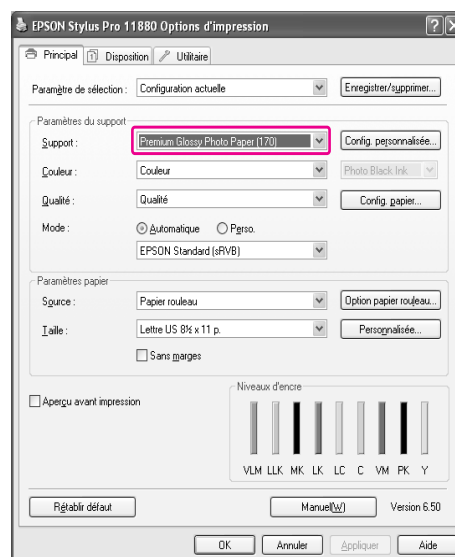 EPSON Stylus Pro 11880 Options d'impression
Principal Disposition Utilitaire
Paramètre de sélection : Configuration actuelle Enregistrer/supprimer...
Paramètres du support
Support : Premium Glossy Photo Paper (170) Config. personnalisée...
Couleur : Couleur Photo Black Ink
Qualité : Qualité Config. papier...
Mode : Automatique Perso.
EPSON Standard (sRVB)
Paramètres papier
Source : Papier rouleau Option papier rouleau...
Taille : Lettre US 8½ x 11 p. Personnalisée...
Sans marges
Aperçu avant impression
Niveaux d'encre
VLM LLK MK LK LC C VM PK Y
Rétablir défaut Manuel(W) Version 6.50
OK Annuler Appliquer Aide